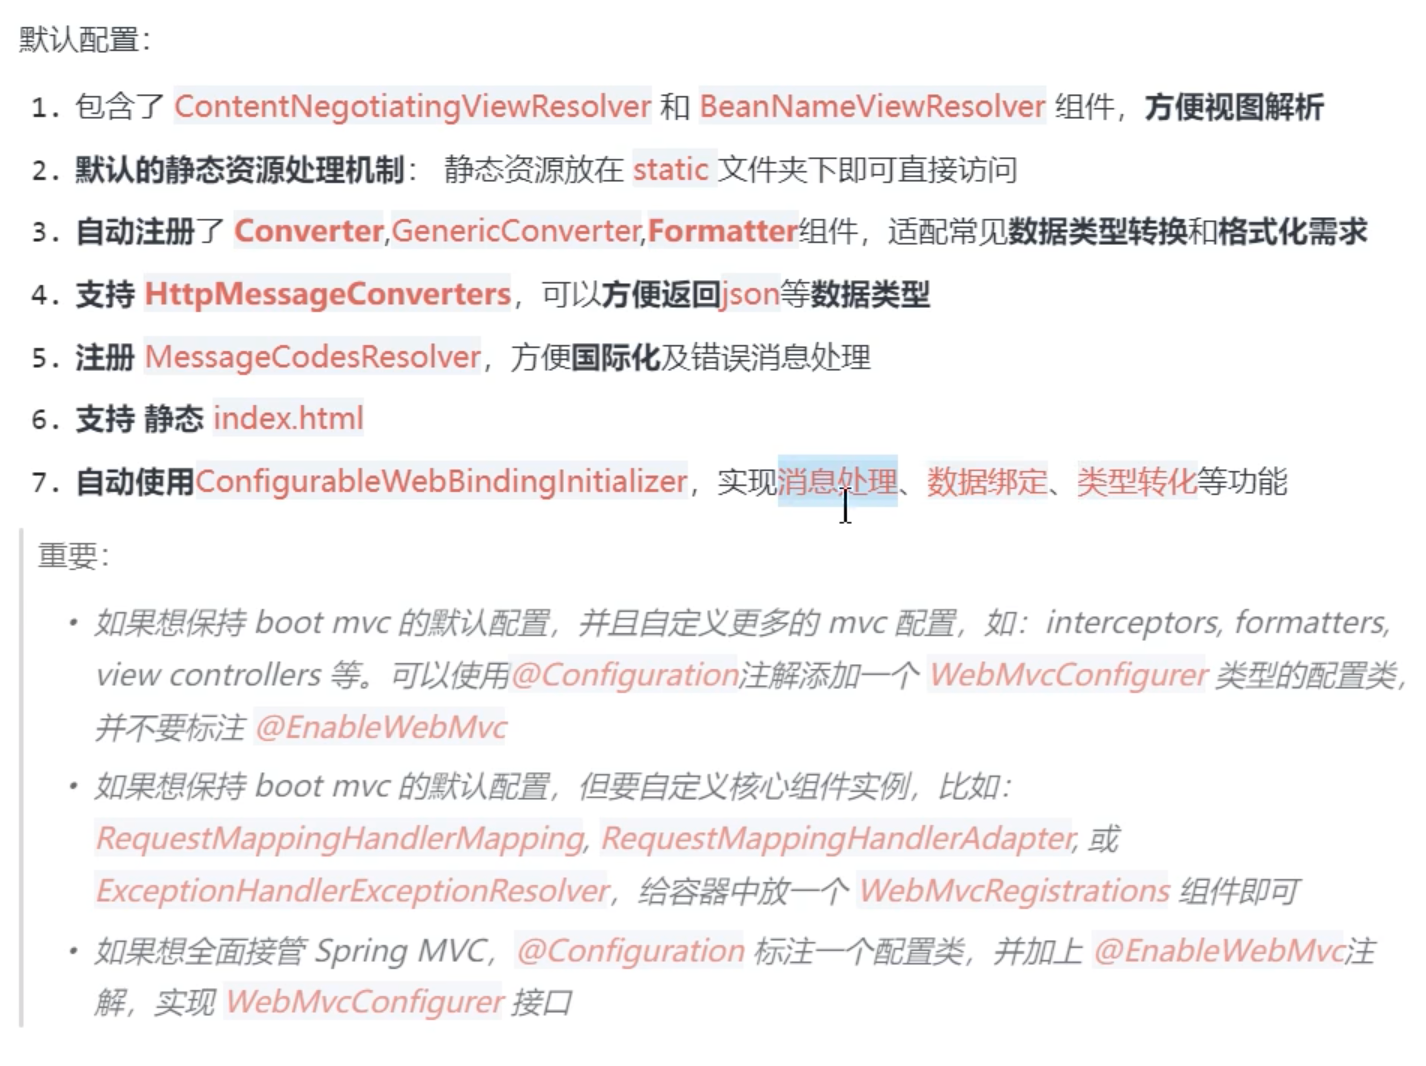 默认配置：
1. 包含了 ContentNegotiatingViewResolver 和 BeanNameViewResolver 组件，方便视图解析
2. 默认的静态资源处理机制： 静态资源放在 static 文件夹下即可直接访问
3. 自动注册了 Converter,GenericConverter,Formatter组件，适配常见数据类型转换和格式化需求
4. 支持 HttpMessageConverters，可以方便返回json等数据类型
5. 注册 MessageCodesResolver，方便国际化及错误消息处理
6. 支持 静态 index.html
7. 自动使用ConfigurableWebBindingInitializer，实现消息处理、数据绑定、类型转化等功能
重要：
• 如果想保持 boot mvc 的默认配置，并且自定义更多的 mvc 配置，如：interceptors, formatters,
view controllers 等。可以使用@Configuration注解添加一个 WebMvcConfigurer 类型的配置类，
并不要标注 @EnableWebMvc
• 如果想保持 boot mvc 的默认配置，但要自定义核心组件实例，比如：
RequestMappingHandlerMapping, RequestMappingHandlerAdapter, 或
ExceptionHandlerExceptionResolver，给容器中放一个 WebMvcRegistrations 组件即可
• 如果想全面接管 Spring MVC，@Configuration 标注一个配置类，并加上 @EnableWebMvc注
解，实现 WebMvcConfigurer 接口